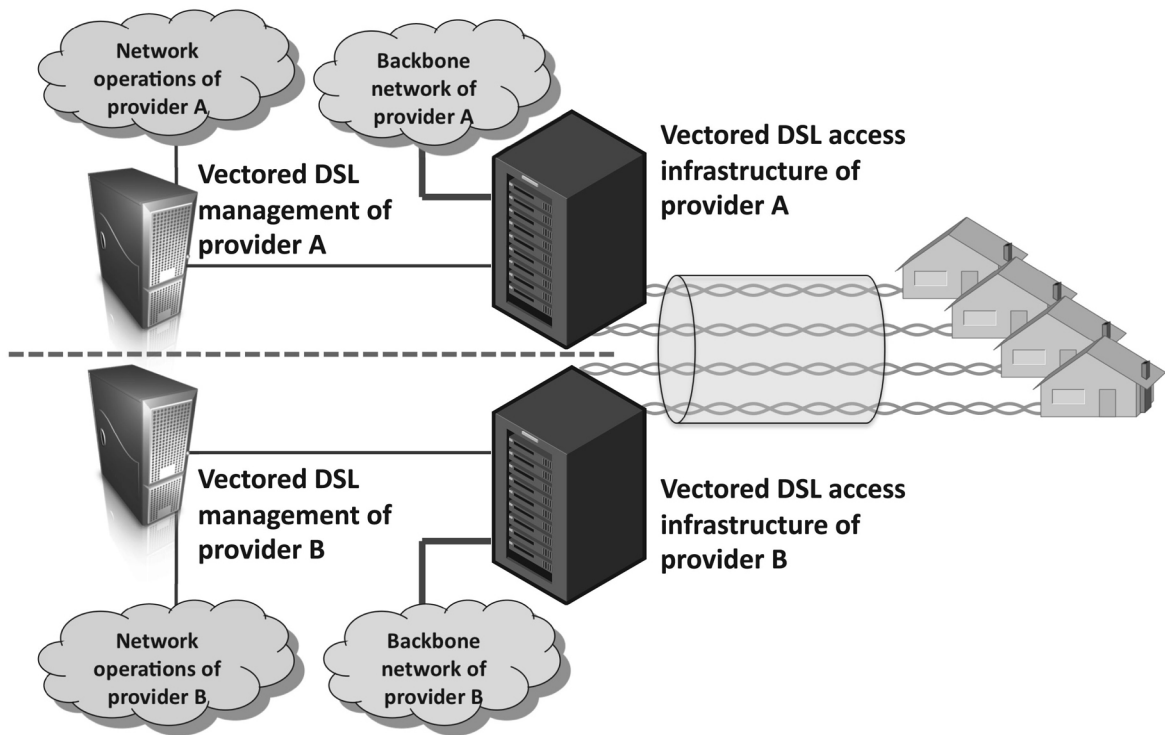 Network
operations of
provider A
Backbone
network of
provider A
Vectored DSL access
infrastructure of
provider A
Vectored DSL
management of
provider A
Vectored DSL
management of
provider B
Vectored DSL access
infrastructure of
provider B
Network
operations of
provider B
Backbone
network of
provider B